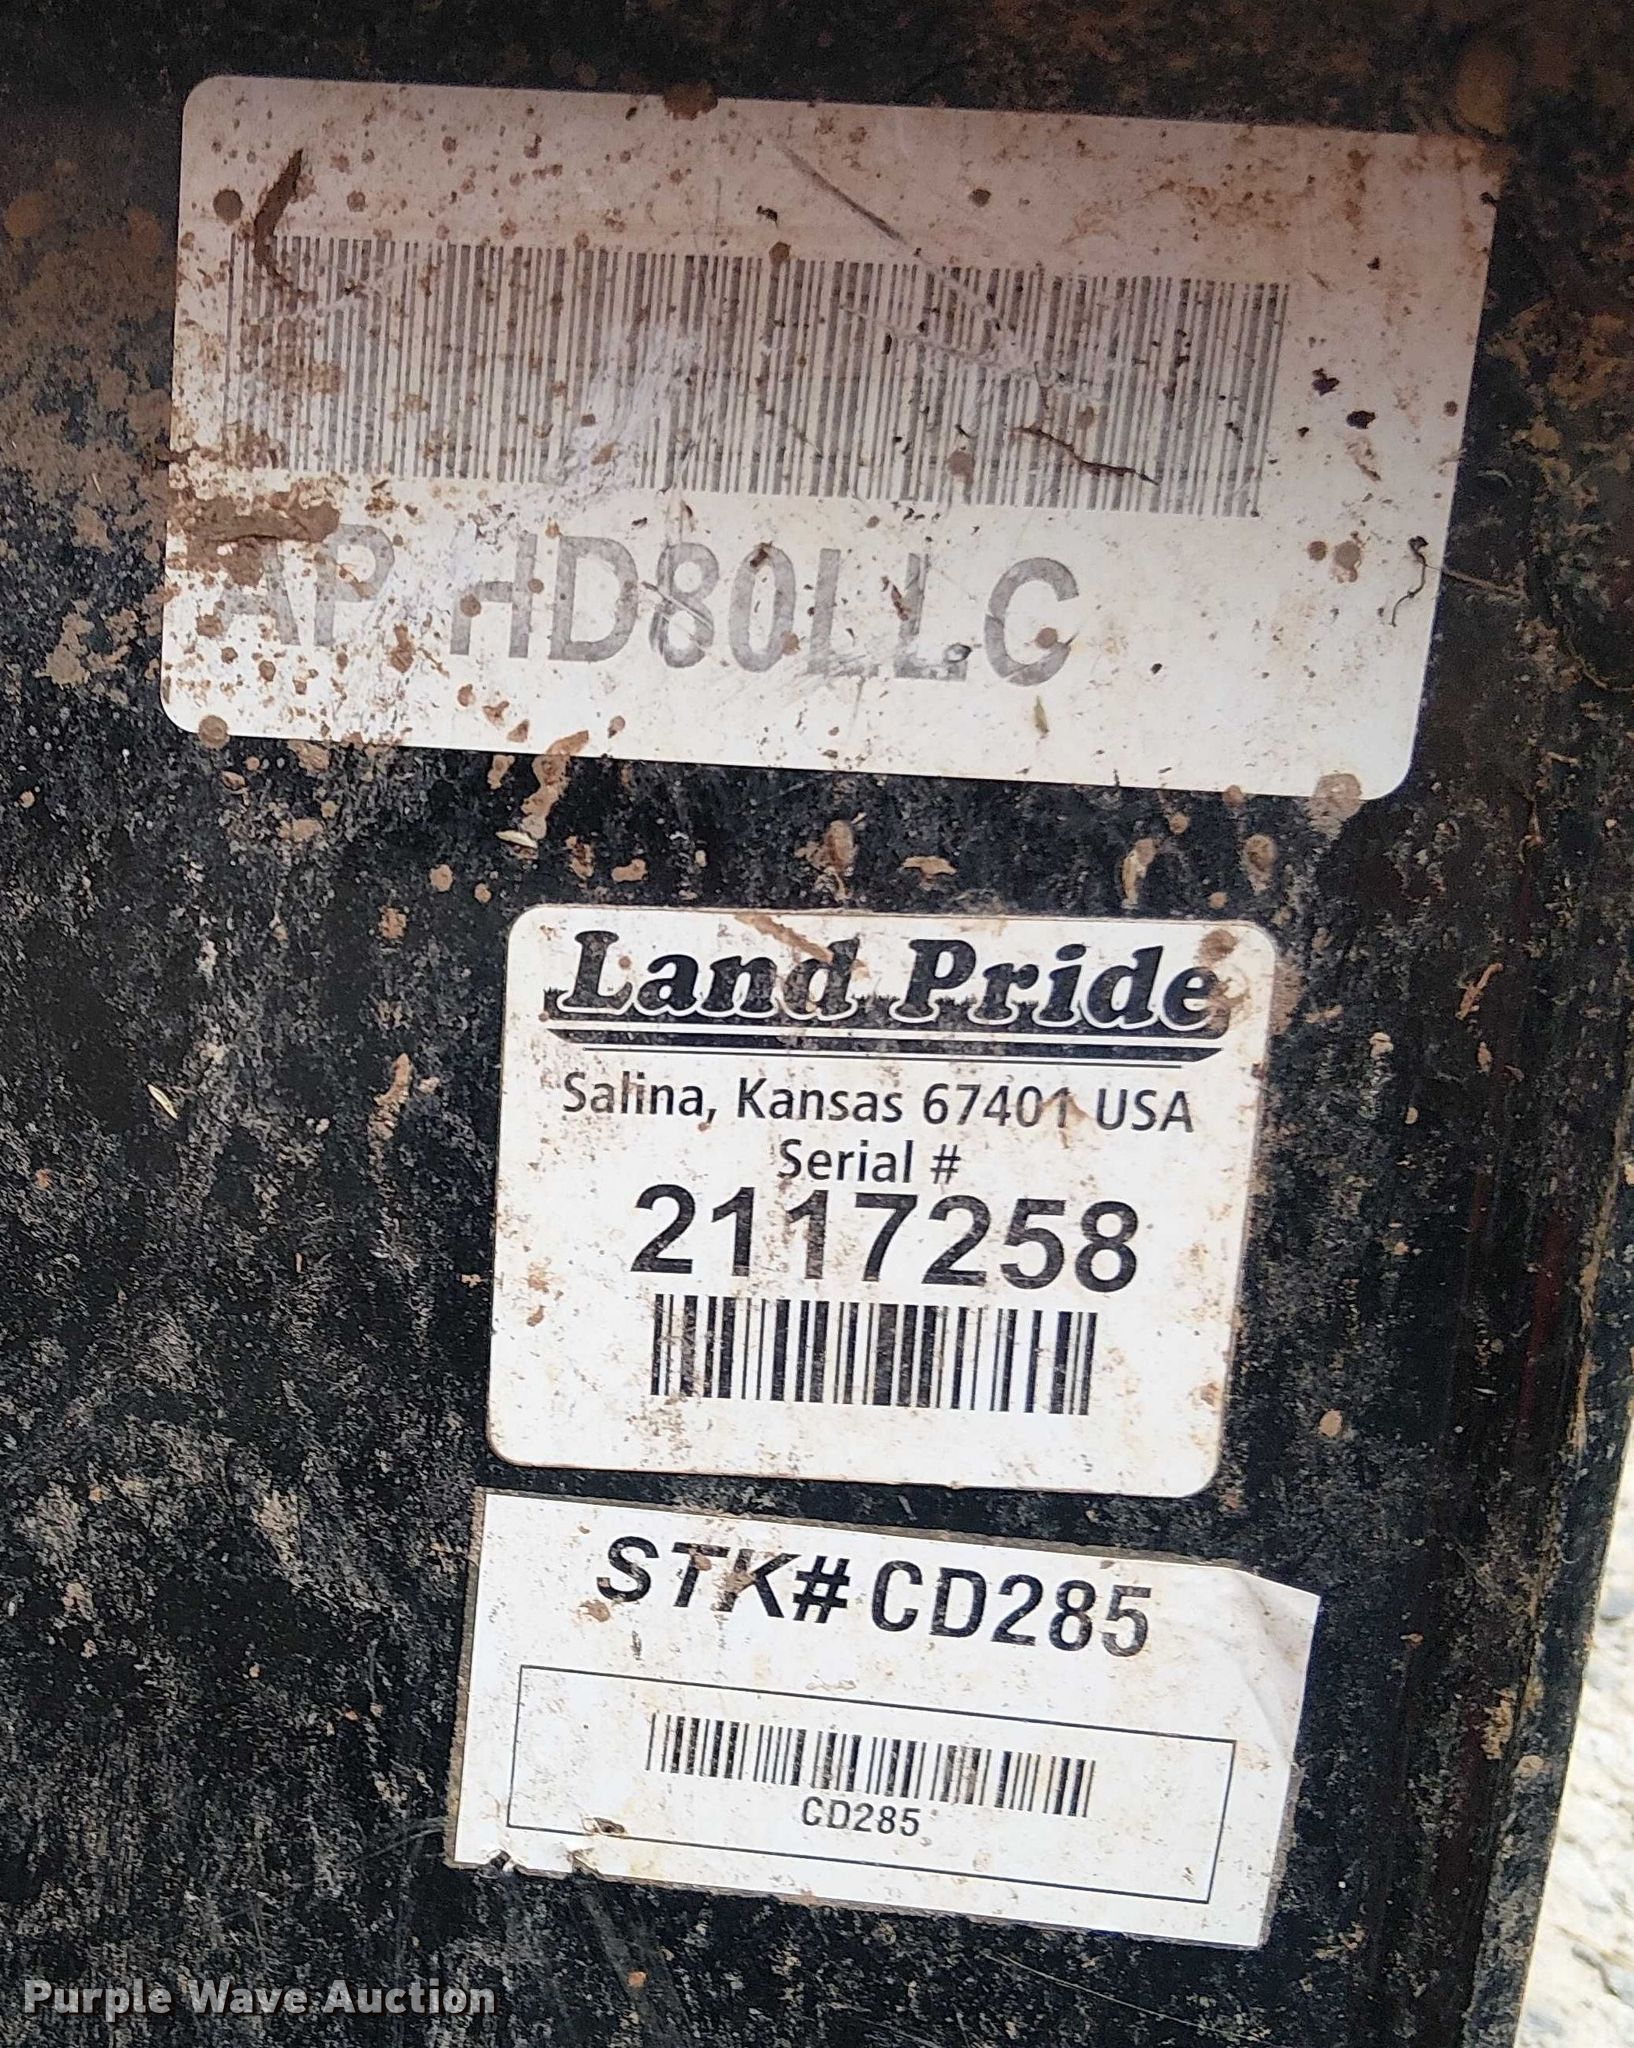 AP-HD80LLC
Land Pride
Salina, Kansas 67401 USA
Serial #
2117258
STK# CD285
CD285
Purple Wave Auction